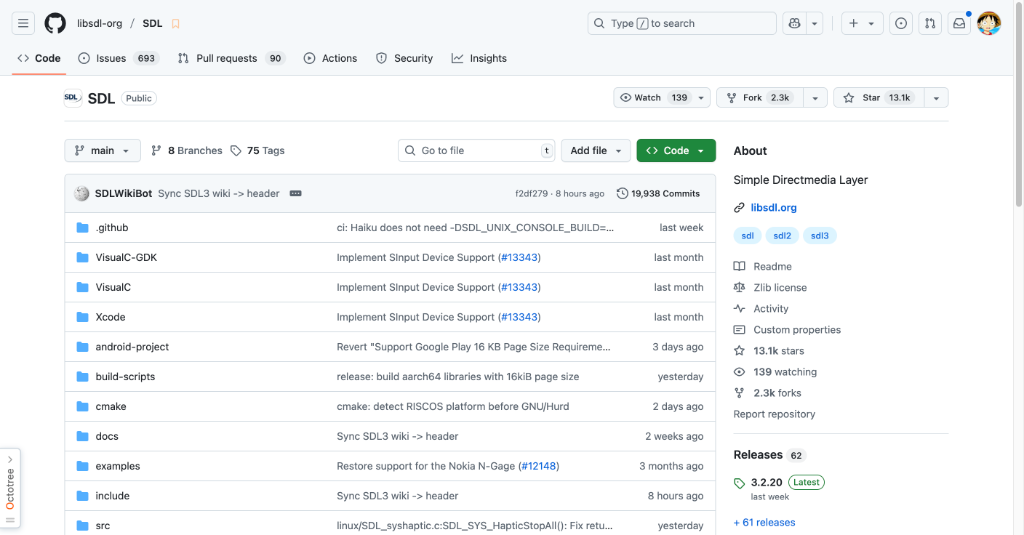 libsdl-org / SDL
Type / to search
Code Issues 693 Pull requests 90 Actions Security Insights
SDL SDL Public
Watch 139 Fork 2.3k Star 13.1k
main 8 Branches 75 Tags Go to file t Add file Code
SDLWikiBot Sync SDL3 wiki -> header f2df279 · 8 hours ago 19,938 Commits
.github ci: Haiku does not need -DSDL_UNIX_CONSOLE_BUILD=... last week
VisualC-GDK Implement SInput Device Support (#13343) last month
VisualC Implement SInput Device Support (#13343) last month
Xcode Implement SInput Device Support (#13343) last month
android-project Revert "Support Google Play 16 KB Page Size Requireme... 3 days ago
build-scripts release: build aarch64 libraries with 16kiB page size yesterday
cmake cmake: detect RISCOS platform before GNU/Hurd 2 days ago
docs Sync SDL3 wiki -> header 2 weeks ago
examples Restore support for the Nokia N-Gage (#12148) 3 months ago
include Sync SDL3 wiki -> header 8 hours ago
src linux/SDL_syshaptic.c:SDL_SYS_HapticStopAll(): Fix retu... yesterday
About
Simple Directmedia Layer
libsdl.org
sdl sdl2 sdl3
Readme
Zlib license
Activity
Custom properties
13.1k stars
139 watching
2.3k forks
Report repository
Releases 62
3.2.20 Latest
last week
+ 61 releases
Octotree